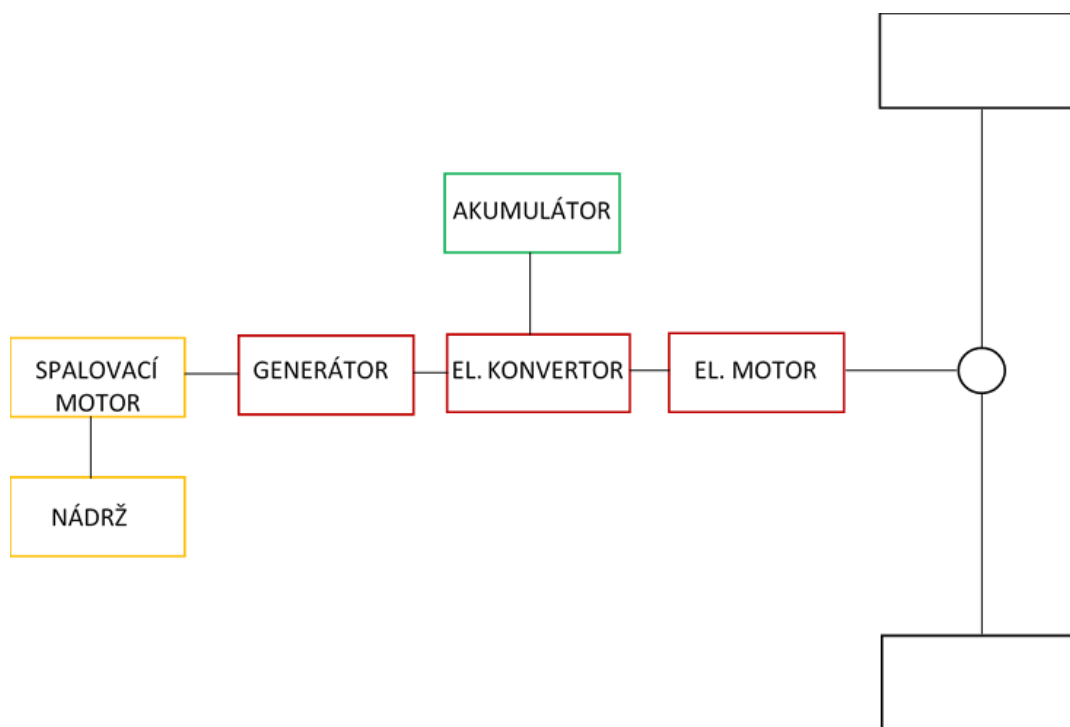 AKUMULÁTOR
SPALOVACÍ
MOTOR
GENERÁTOR
EL. KONVERTOR
EL. MOTOR
NÁDRŽ